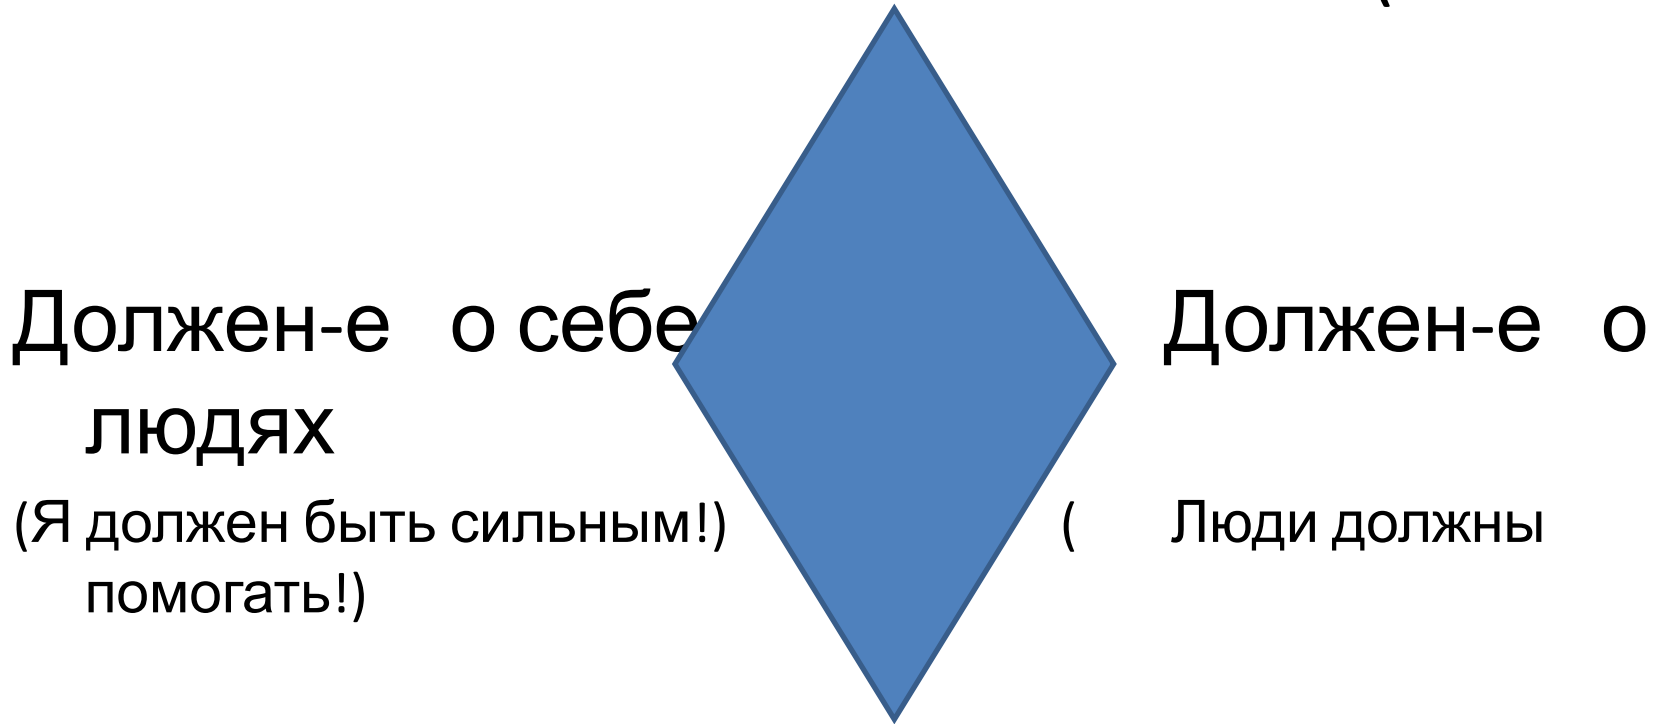 Должен-е о себе Должен-е о
людях
(Я должен быть сильным!) ( Люди должны
помогать!)